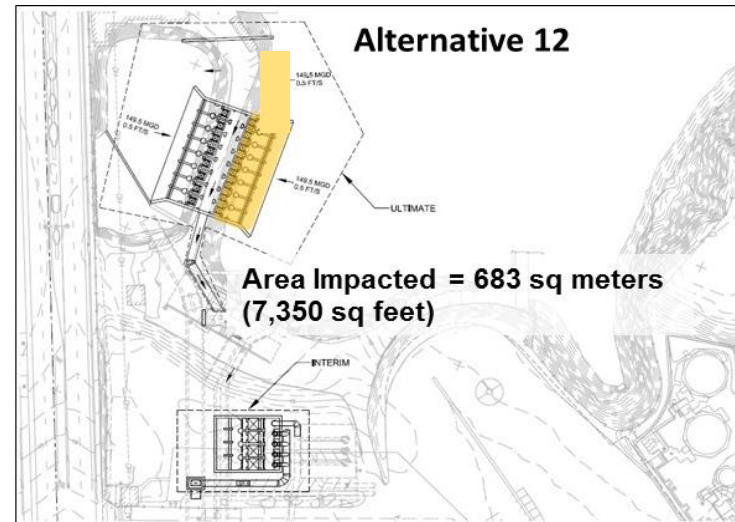 Alternative 12
149.5 MGD
0.5 FT/S
149.5 MGD
0.5 FT/S
149.5 MGD
0.5 FT/S
ULTIMATE
Area Impacted = 683 sq meters
(7,350 sq feet)
INTERIM